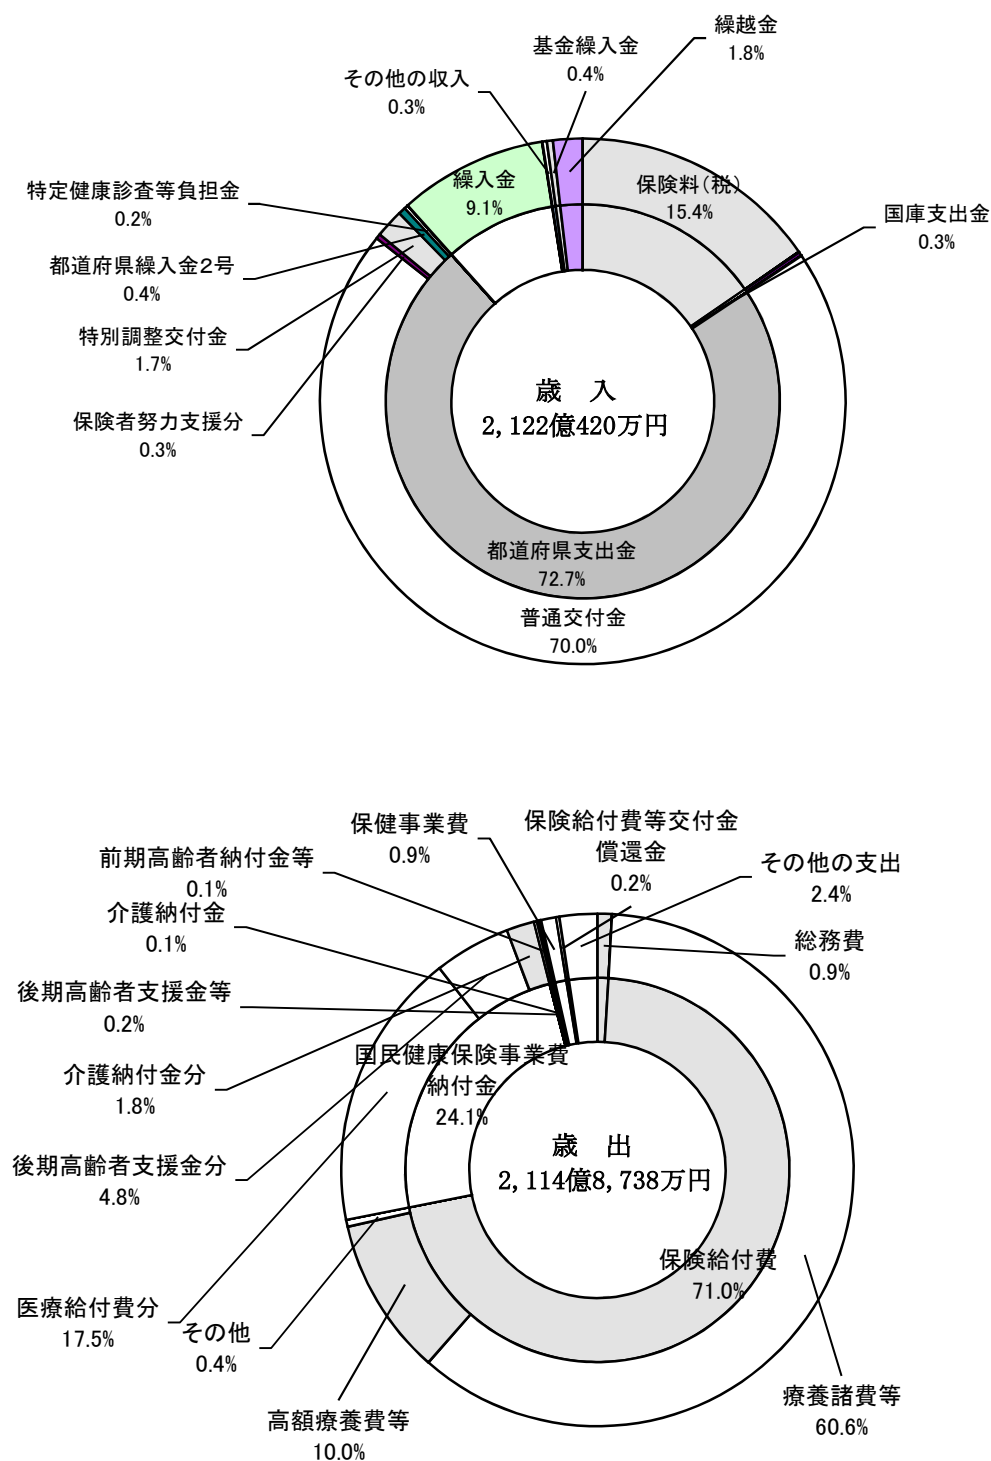 繰越金
1.8%
基金繰入金
0.4%
その他の収入
0.3%
保険料(税)
15.4%
国庫支出金
0.3%
繰入金
9.1%
特定健康診査等負担金
0.2%
都道府県繰入金2号
0.4%
特別調整交付金
1.7%
保険者努力支援分
0.3%
歳 入
2,122億420万円
都道府県支出金
72.7%
普通交付金
70.0%
保健事業費
0.9%
保険給付費等交付金
償還金
0.2%
その他の支出
2.4%
総務費
0.9%
前期高齢者納付金等
0.1%
介護納付金
0.1%
後期高齢者支援金等
0.2%
介護納付金分
1.8%
後期高齢者支援金分
4.8%
国民健康保険事業費
納付金
24.1%
歳 出
2,114億8,738万円
保険給付費
71.0%
医療給付費分
17.5%
その他
0.4%
高額療養費等
10.0%
療養諸費等
60.6%